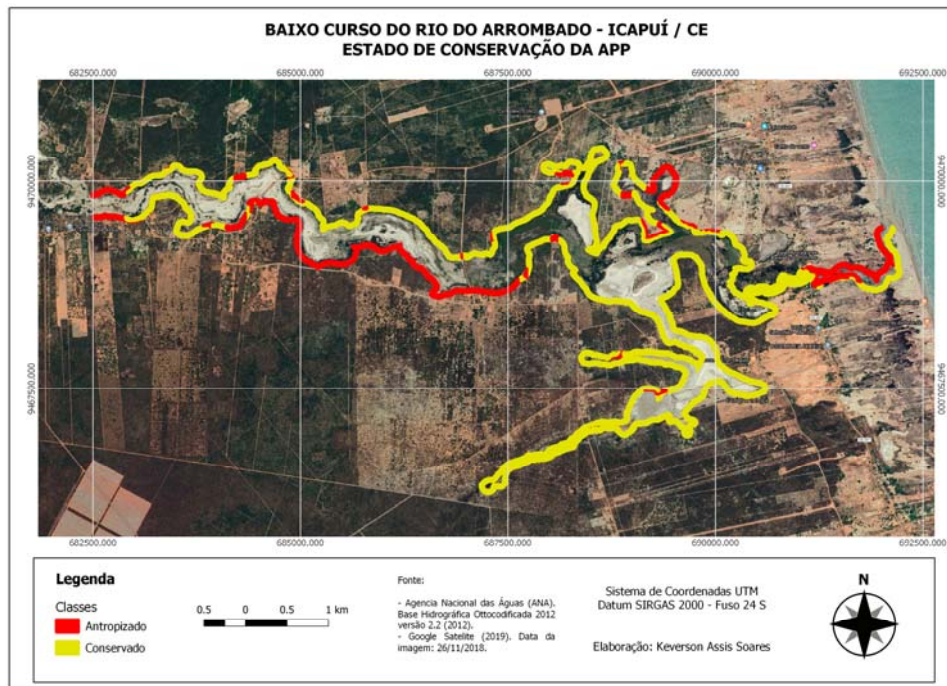 BAIXO CURSO DO RIO DO ARROMBADO - ICAPUÍ / CE
ESTADO DE CONSERVAÇÃO DA APP
682500.000 685000.000 687500.000 690000.000 692500.000
9470000.000 9470000.000
9467500.000 9467500.000
682500.000 685000.000 687500.000 690000.000 692500.000
Legenda
Classes
Antropizado
Conservado
0.5 0 0.5 1 km
Fonte:
- Agencia Nacional das Águas (ANA).
Base Hidrográfica Ottocodificada 2012
versão 2.2 (2012).
- Google Satelite (2019). Data da
imagem: 26/11/2018.
Sistema de Coordenadas UTM
Datum SIRGAS 2000 - Fuso 24 S
Elaboração: Keverson Assis Soares
N